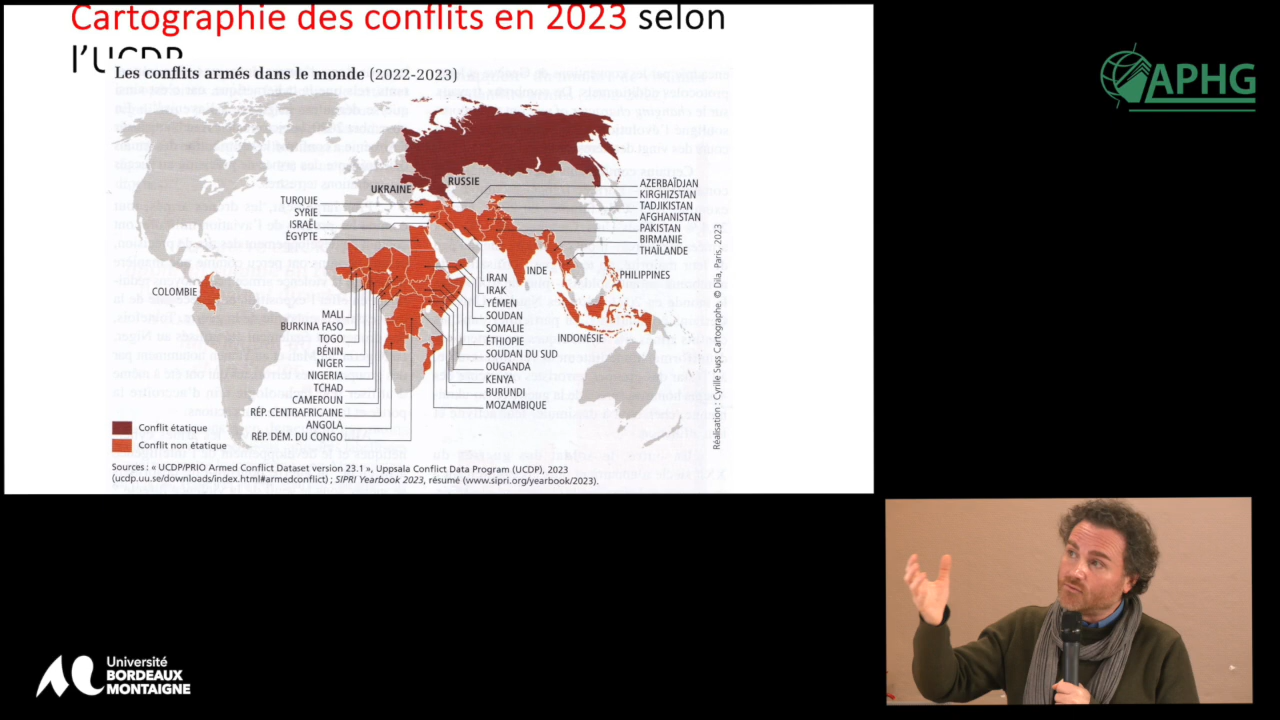 Cartographie des conflits en 2023 selon
l'UCDP
APHG
Les conflits armés dans le monde (2022-2023)
UKRAINE
RUSSIE
TURQUIE
SYRIE
ISRAËL
ÉGYPTE
AZERBAÏDJAN
KIRGHIZSTAN
TADJIKISTAN
AFGHANISTAN
PAKISTAN
BIRMANIE
THAÏLANDE
COLOMBIE
INDE
PHILIPPINES
INDONÉSIE
IRAN
IRAK
YÉMEN
SOUDAN
SOMALIE
ÉTHIOPIE
SOUDAN DU SUD
OUGANDA
KENYA
BURUNDI
MOZAMBIQUE
MALI
BURKINA FASO
TOGO
BÉNIN
NIGER
NIGERIA
TCHAD
CAMEROUN
RÉP. CENTRAFRICAINE
ANGOLA
RÉP. DÉM. DU CONGO
Conflit étatique
Conflit non étatique
Réalisation : Cyrille Suss Cartographe. © Dila, Paris, 2023
Sources : « UCDP/PRIO Armed Conflict Dataset version 23.1 », Uppsala Conflict Data Program (UCDP), 2023
(ucdp.uu.se/downloads/index.html#armedconflict) ; SIPRI Yearbook 2023, résumé (www.sipri.org/yearbook/2023).
Université
BORDEAUX
MONTAIGNE